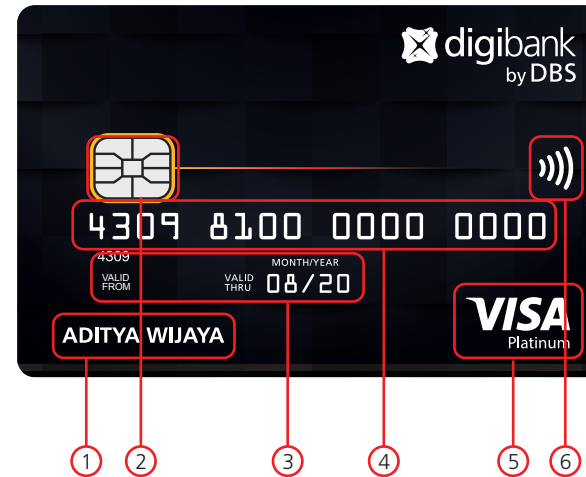 digibank
by DBS
4309 8100 0000 0000
4309
MONTH/YEAR
VALID
FROM
VALID
THRU
08/20
ADITYA WIJAYA
VISA
Platinum
1 2 3 4 5 6